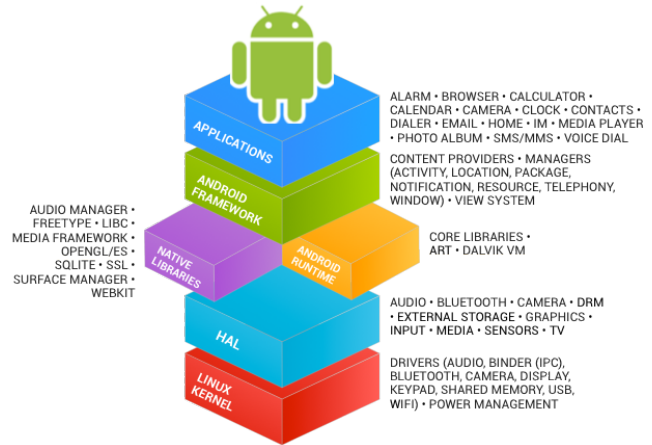 APPLICATIONS
ALARM • BROWSER • CALCULATOR •
CALENDAR • CAMERA • CLOCK • CONTACTS •
DIALER • EMAIL • HOME • IM • MEDIA PLAYER
• PHOTO ALBUM • SMS/MMS • VOICE DIAL
ANDROID
FRAMEWORK
CONTENT PROVIDERS • MANAGERS
(ACTIVITY, LOCATION, PACKAGE,
NOTIFICATION, RESOURCE, TELEPHONY,
WINDOW) • VIEW SYSTEM
AUDIO MANAGER •
FREETYPE • LIBC •
MEDIA FRAMEWORK •
OPENGL/ES •
SQLITE • SSL •
SURFACE MANAGER •
WEBKIT
NATIVE
LIBRARIES
ANDROID
RUNTIME
CORE LIBRARIES •
ART • DALVIK VM
HAL
AUDIO • BLUETOOTH • CAMERA • DRM
• EXTERNAL STORAGE • GRAPHICS •
INPUT • MEDIA • SENSORS • TV
LINUX
KERNEL
DRIVERS (AUDIO, BINDER (IPC),
BLUETOOTH, CAMERA, DISPLAY,
KEYPAD, SHARED MEMORY, USB,
WIFI) • POWER MANAGEMENT